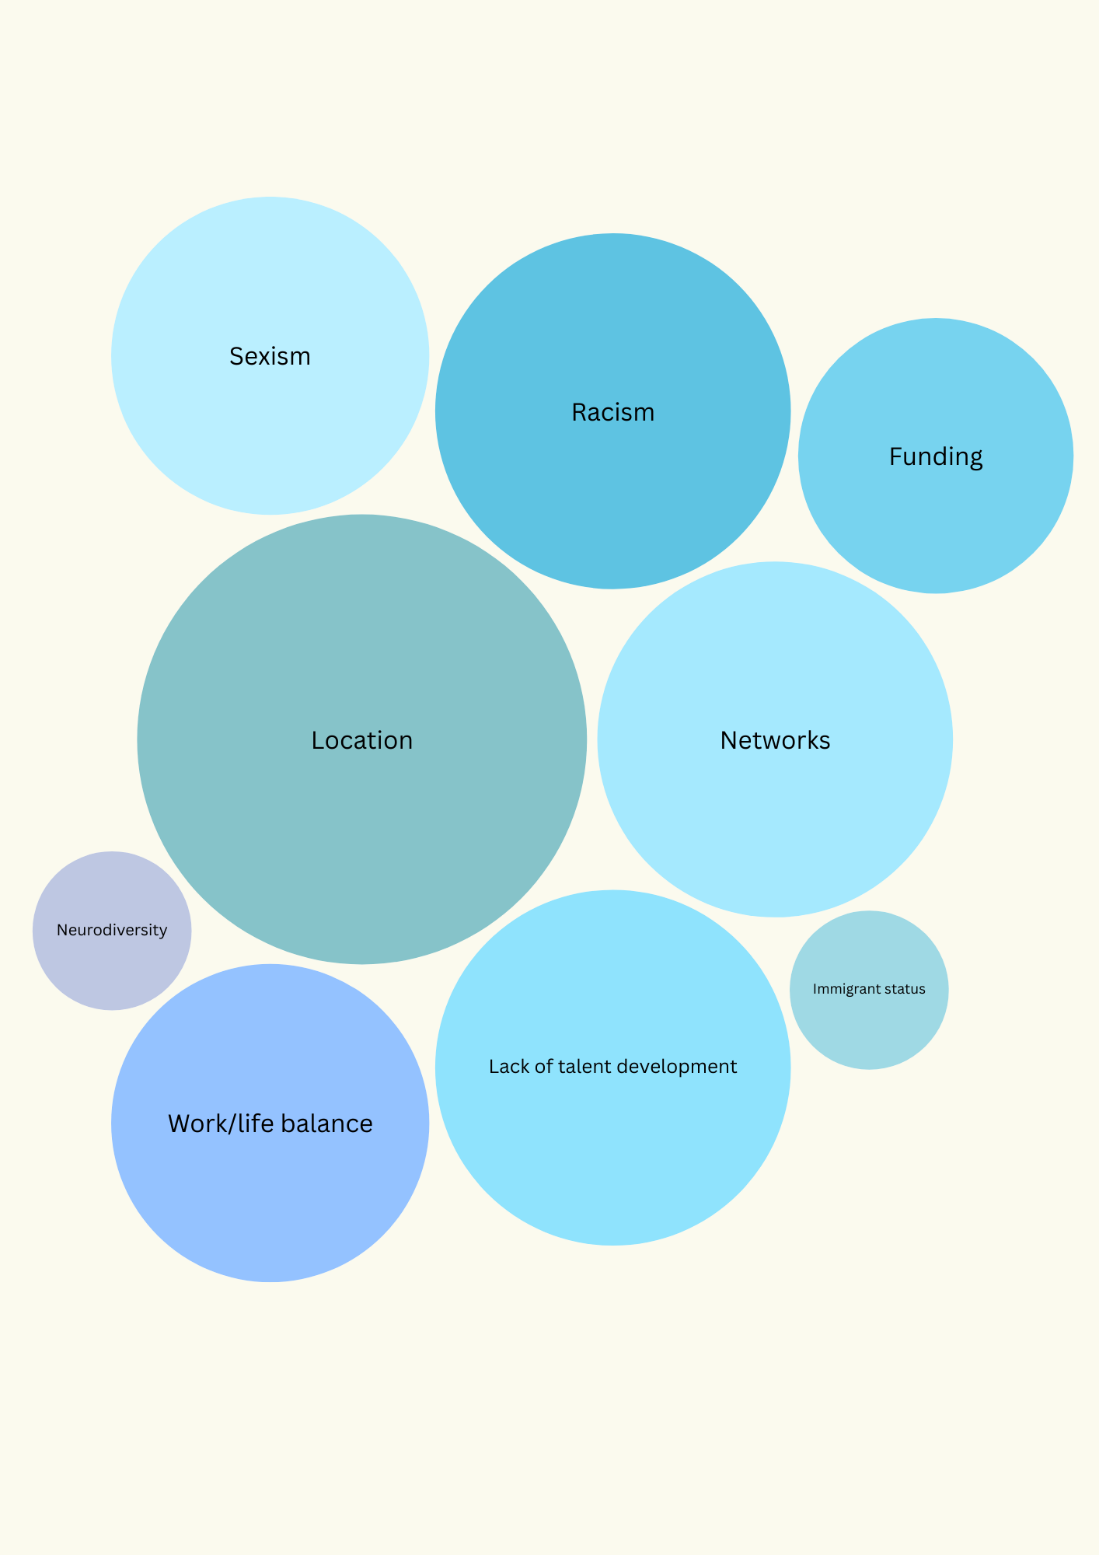 Sexism
Racism
Funding
Location
Networks
Neurodiversity
Immigrant status
Lack of talent development
Work/life balance